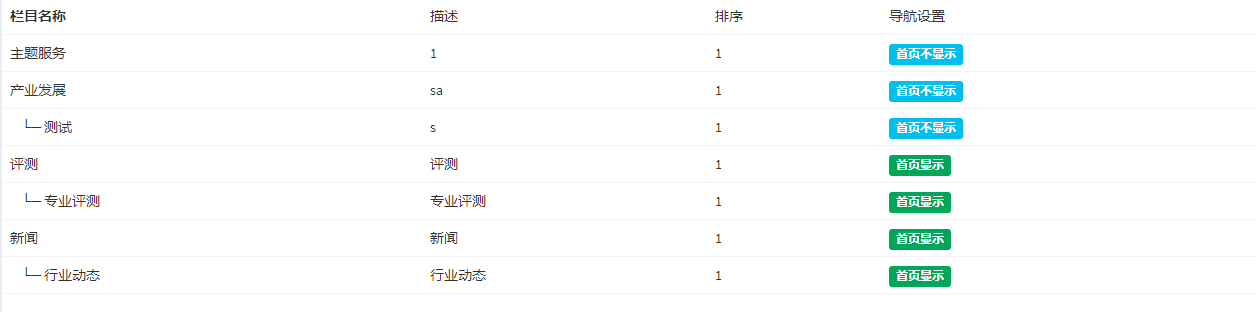 栏目名称 描述 排序 导航设置
主题服务 1 1 首页不显示
产业发展 sa 1 首页不显示
└─ 测试 s 1 首页不显示
评测 评测 1 首页显示
└─ 专业评测 专业评测 1 首页显示
新闻 新闻 1 首页显示
└─ 行业动态 行业动态 1 首页显示